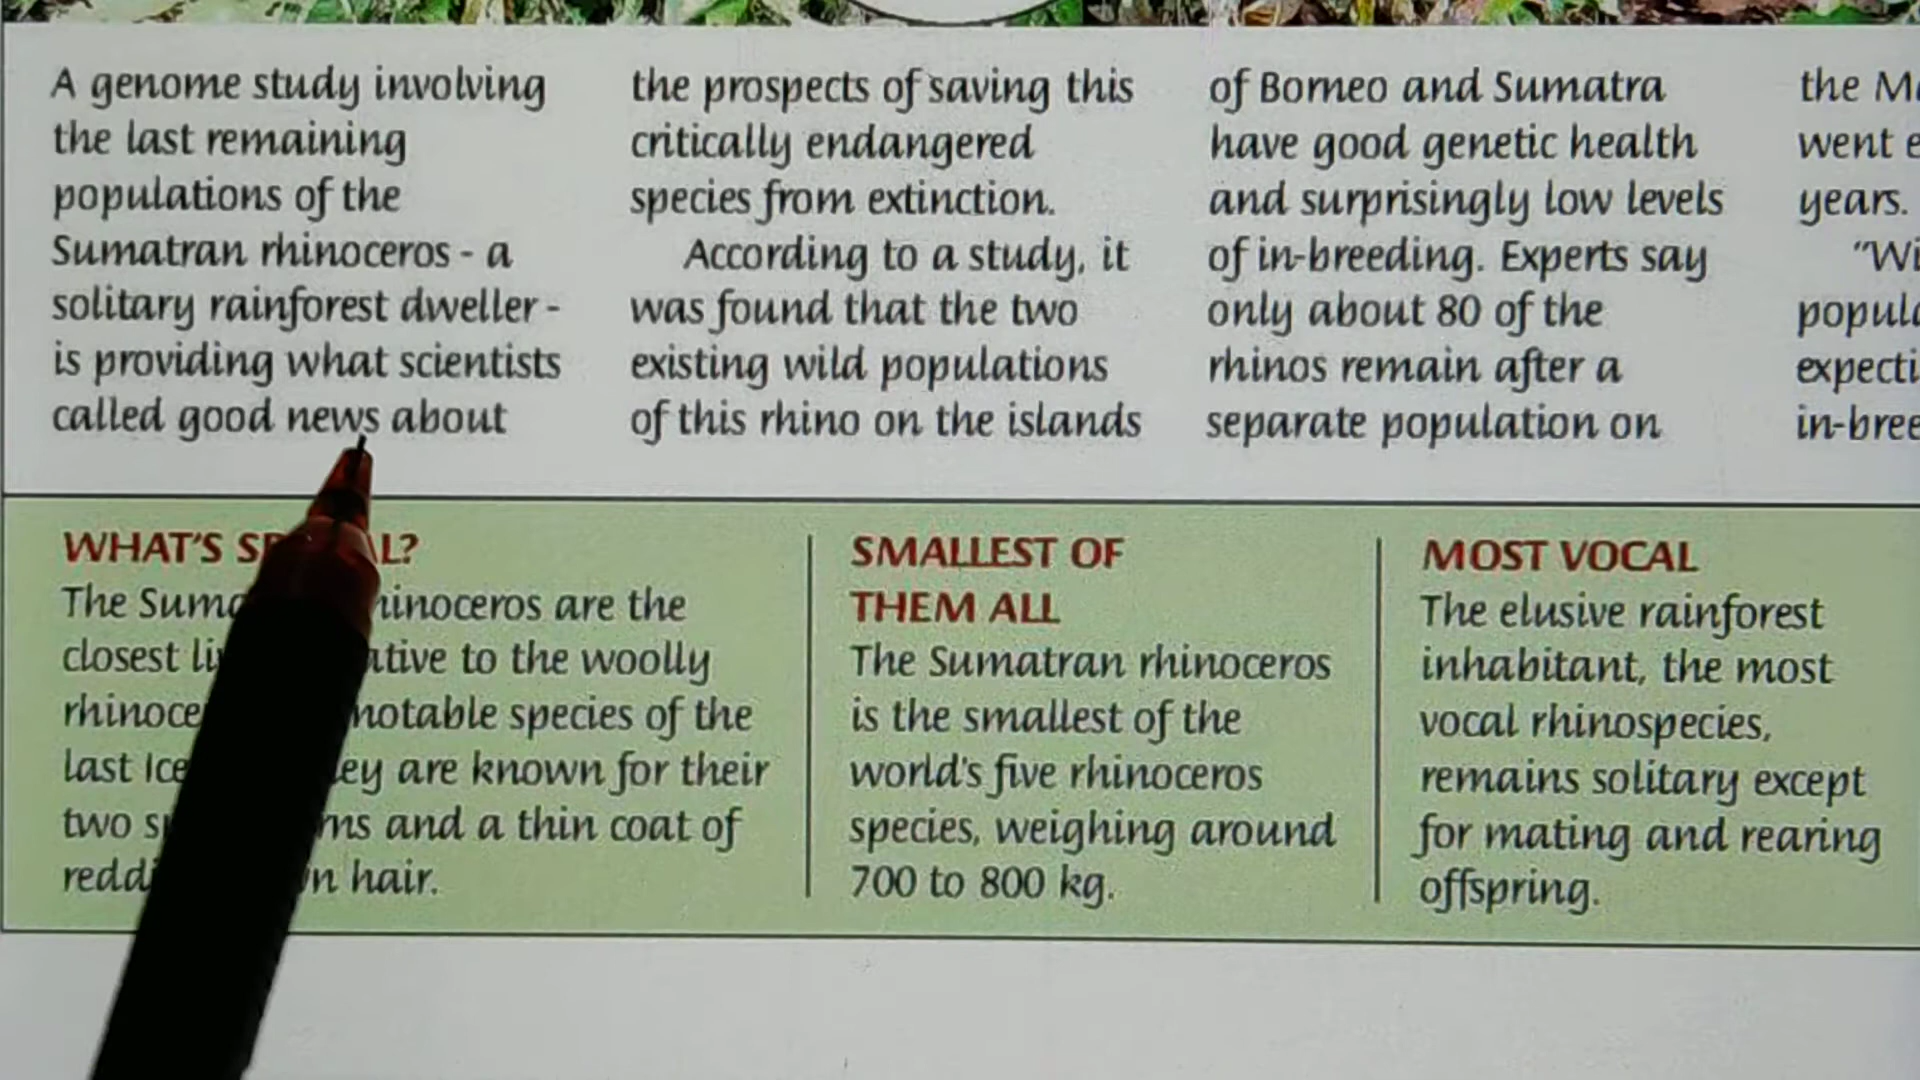 A genome study involving
the last remaining
populations of the
Sumatran rhinoceros - a
solitary rainforest dweller -
is providing what scientists
called good news about
the prospects of saving this
critically endangered
species from extinction.
According to a study, it
was found that the two
existing wild populations
of this rhino on the islands
of Borneo and Sumatra
have good genetic health
and surprisingly low levels
of in-breeding. Experts say
only about 80 of the
rhinos remain after a
separate population on
the
went
years.
WHAT'S
The are the
closest to the woolly
notable species of the
last Ice are known for their
two and a thin coat of
hair.
SMALLEST OF
THEM ALL
The Sumatran rhinoceros
is the smallest of the
world's five rhinoceros
species, weighing around
700 to 800 kg.
MOST VOCAL
The elusive rainforest
inhabitant, the most
vocal rhinospecies,
remains solitary except
for mating and rearing
offspring.